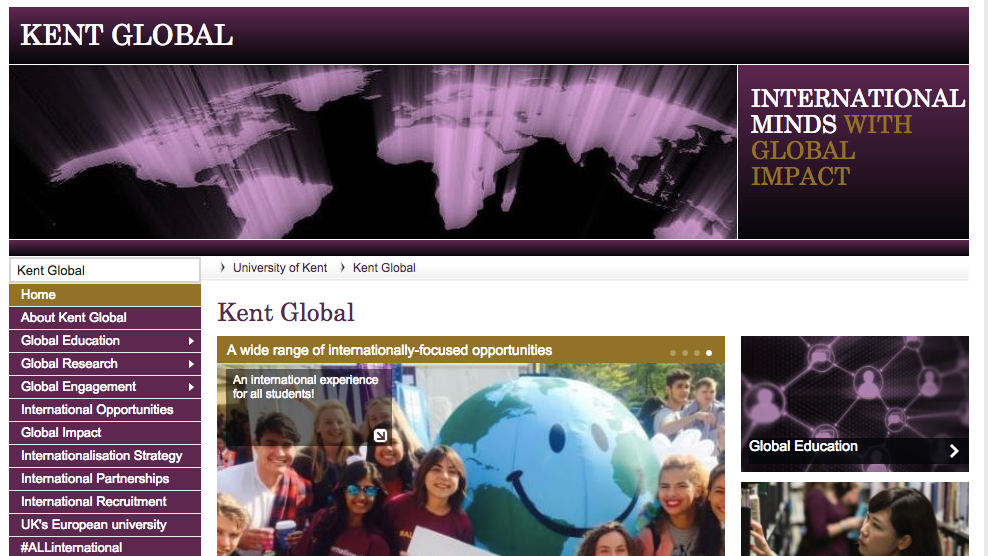 KENT GLOBAL
INTERNATIONAL
MINDS WITH
GLOBAL
IMPACT
Kent Global
Home
About Kent Global
Global Education
Global Research
Global Engagement
International Opportunities
Global Impact
Internationalisation Strategy
International Partnerships
International Recruitment
UK's European university
#ALLinternational
University of Kent
Kent Global
Kent Global
A wide range of internationally-focused opportunities
An international experience
for all students!
Global Education